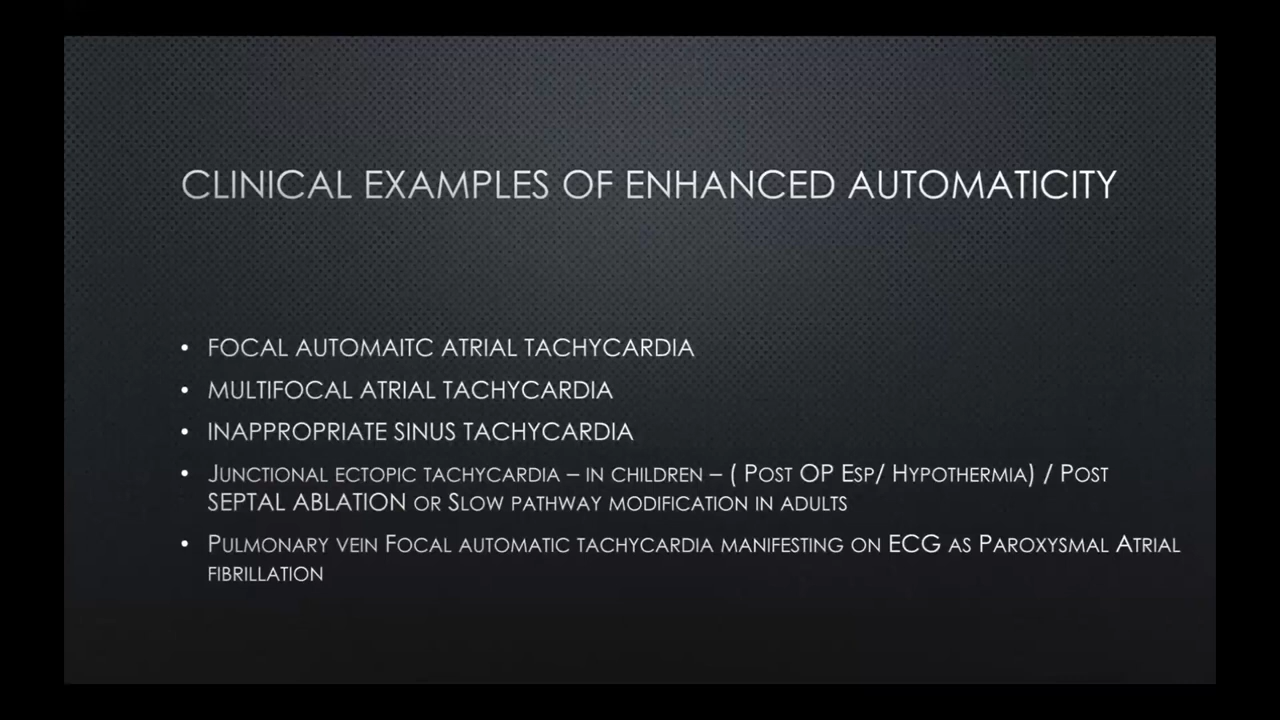 CLINICAL EXAMPLES OF ENHANCED AUTOMATICITY
• FOCAL AUTOMAITC ATRIAL TACHYCARDIA
• MULTIFOCAL ATRIAL TACHYCARDIA
• INAPPROPRIATE SINUS TACHYCARDIA
• Junctional ectopic tachycardia – in children – ( Post OP Esp/ Hypothermia) / Post
SEPTAL ABLATION or Slow pathway modification in adults
• Pulmonary vein Focal automatic tachycardia manifesting on ECG as Paroxysmal Atrial
fibrillation